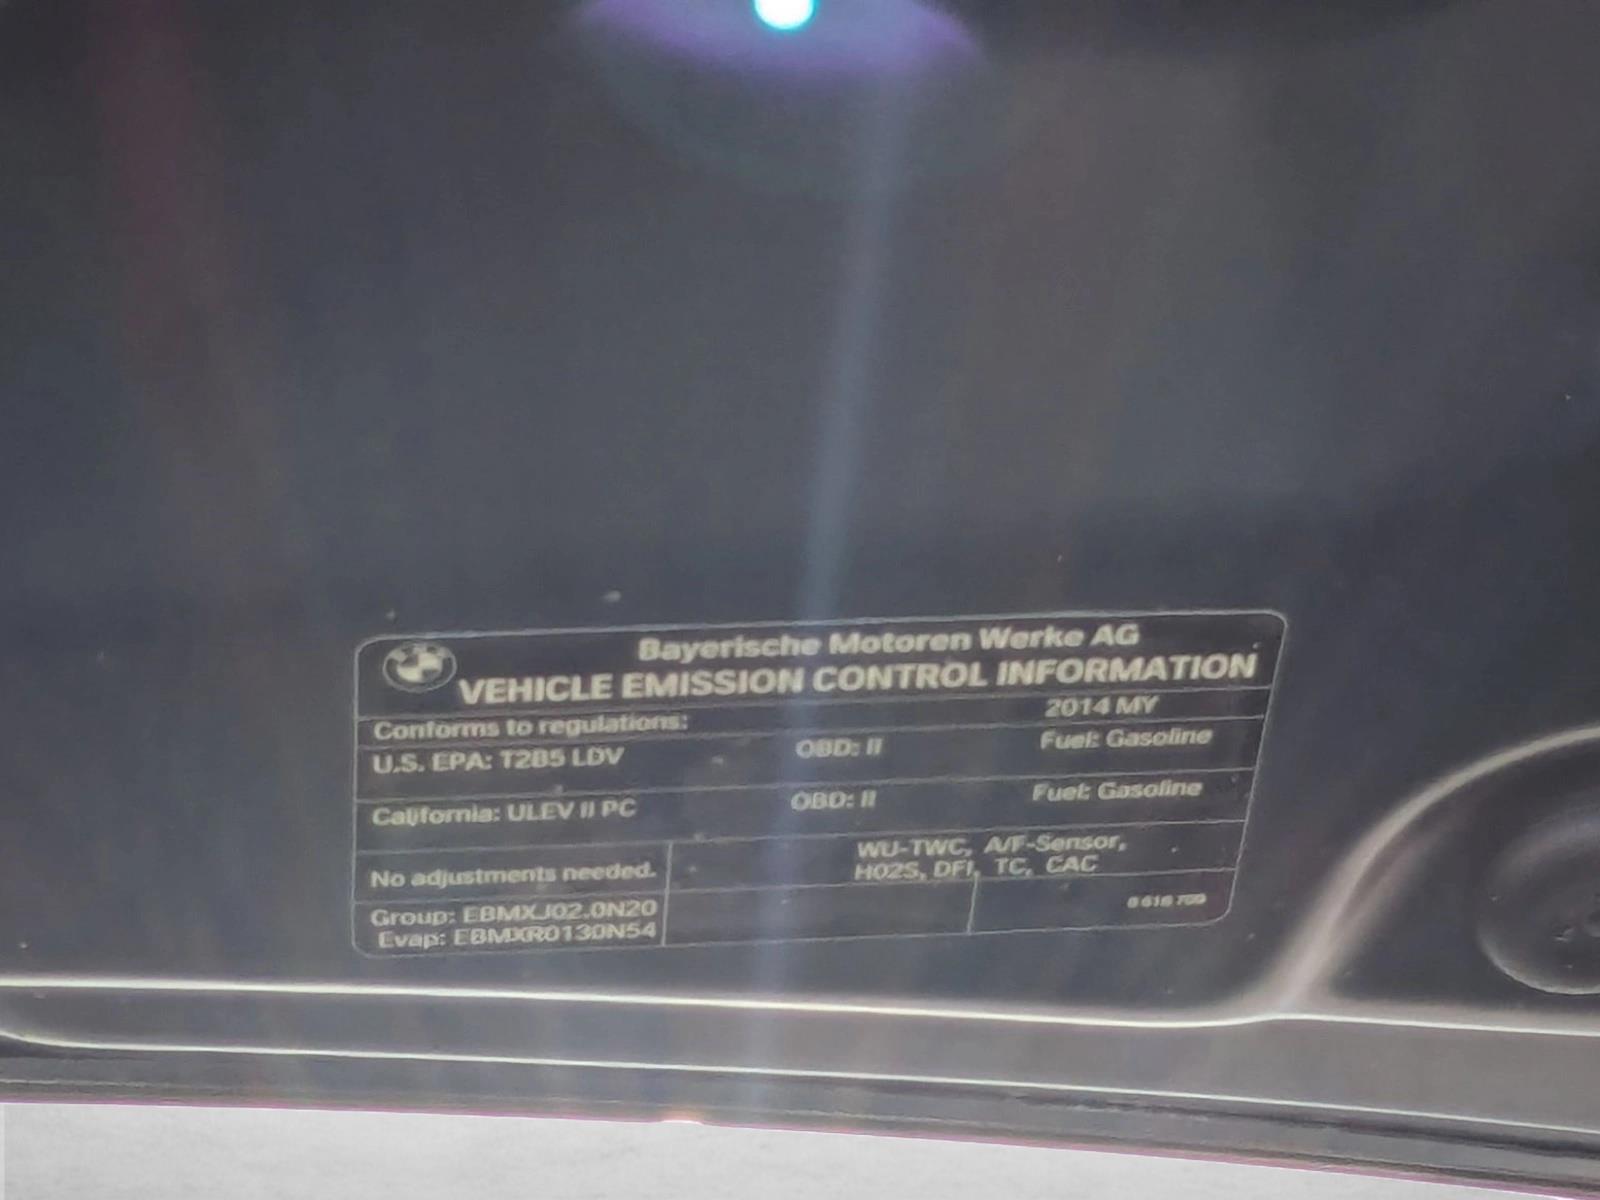 Bayerische Motoren Werke AG
VEHICLE EMISSION CONTROL INFORMATION
Conforms to regulations: 2014 MY
U.S. EPA: T2B5 LDV OBD: II Fuel: Gasoline
California: ULEV II PC OBD: II Fuel: Gasoline
No adjustments needed.
WU-TWC, A/F-Sensor,
HO2S, DFI, TC, CAC
Group: EBMXJ02.0N20
Evap: EBMXR0130N54